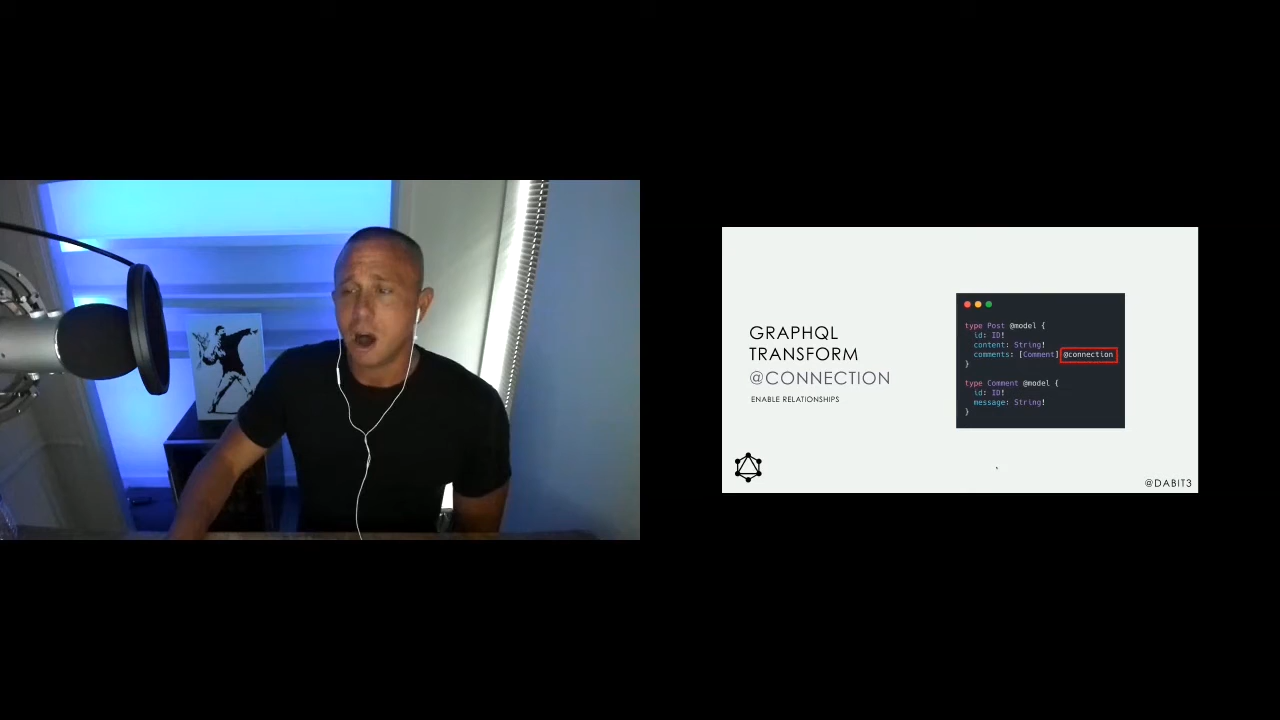 GRAPHQL
TRANSFORM
@CONNECTION
ENABLE RELATIONSHIPS
type Post @model {
  id: ID!
  content: String!
  comments: [Comment] @connection
}
type Comment @model {
  id: ID!
  message: String!
}
@DABIT3